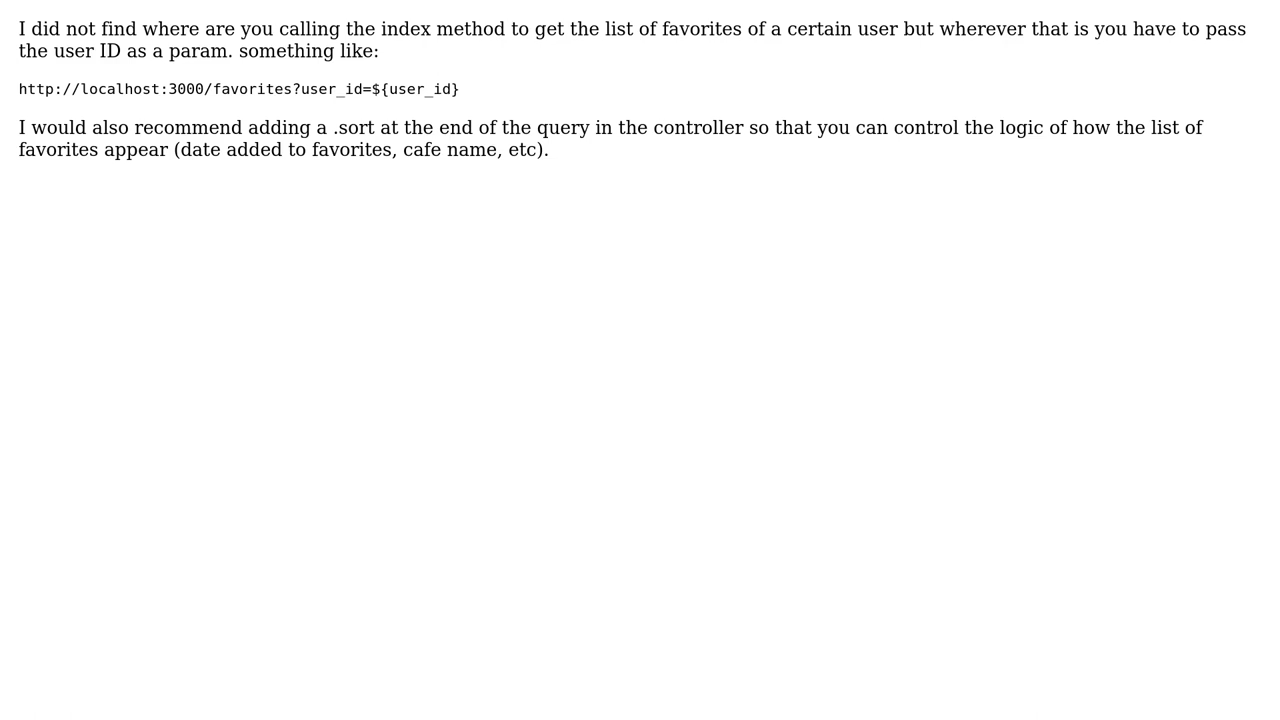 I did not find where are you calling the index method to get the list of favorites of a certain user but wherever that is you have to pass
the user ID as a param. something like:
http://localhost:3000/favorites?user_id=${user_id}
I would also recommend adding a .sort at the end of the query in the controller so that you can control the logic of how the list of
favorites appear (date added to favorites, cafe name, etc).